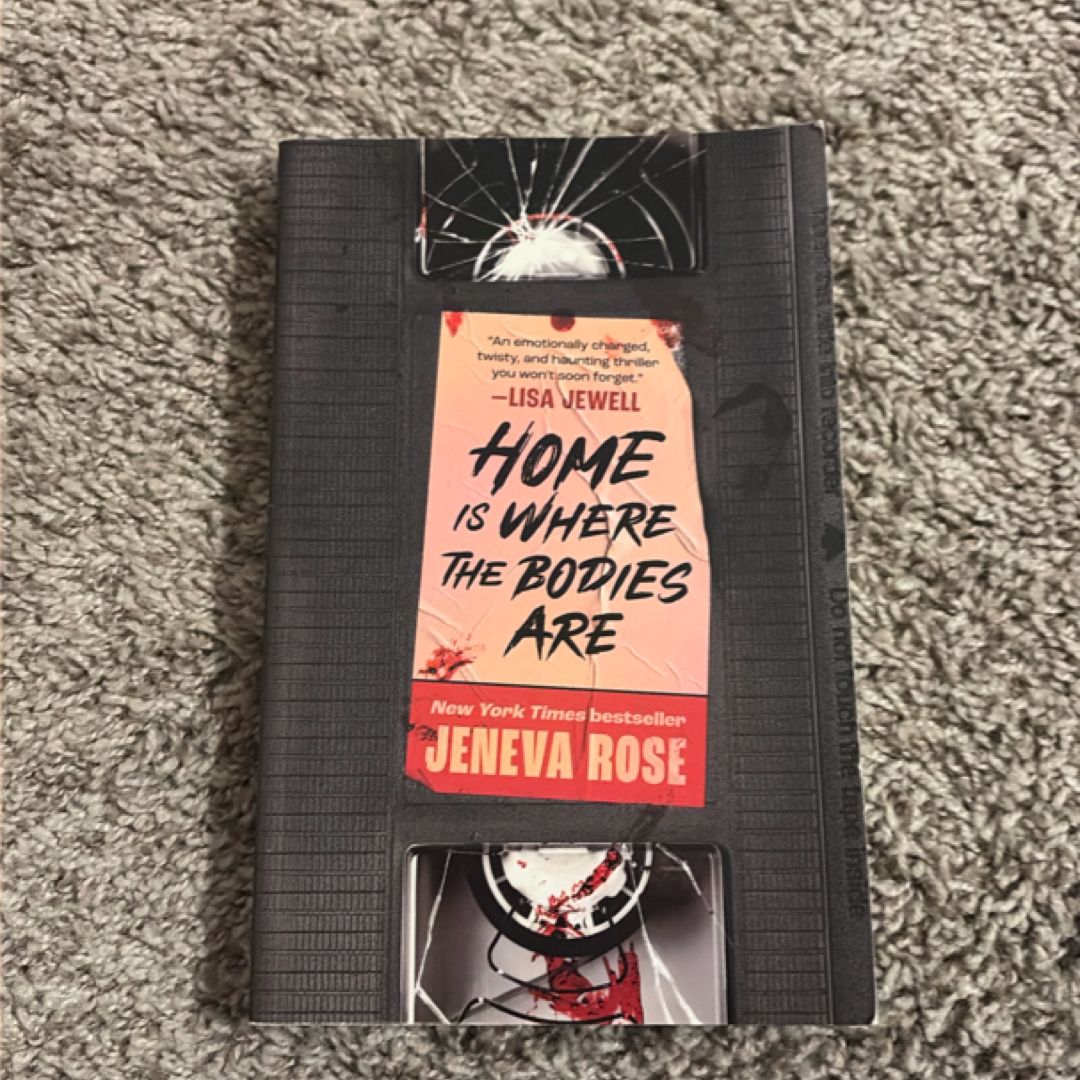 "An emotionally charged,
twisty, and haunting thriller
you won't soon forget."
—LISA JEWELL
HOME
IS WHERE
THE BODIES
ARE
New York Times bestseller
JENEVA ROSE
Do not touch the tape inside